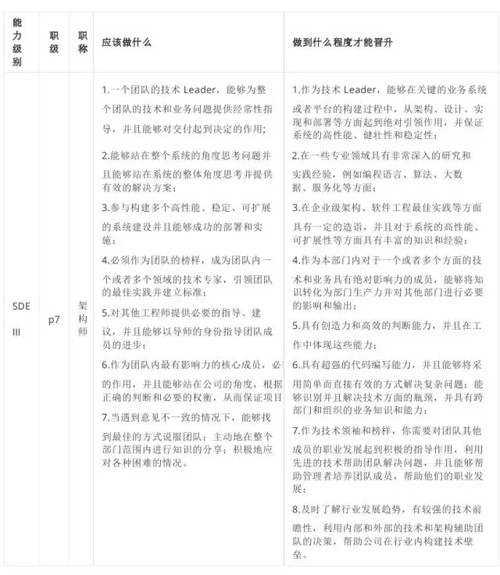 能力级别
职级
职称
应该做什么
做到什么程度才能晋升
SDE III
p7
架构师
1.一个团队的技术 Leader，能够为整
个团队的技术和业务问题提供经常性指
导，并且能够对交付起到决定的作用;
2.能够站在整个系统的角度思考问题并
且能够站在系统的整体角度思考并提供
有效的解决方案；
3.参与构建多个高性能、稳定、可扩展
的系统建设并且能够成功的部署和实
施；
4.必须作为团队的榜样，成为团队内一
个或者多个领域的技术专家，引领团队
的最佳实践并建立标准；
5.对其他工程师提供必要的指导、建
议，并且能够以导师的身份指导团队成
员的进步；
6.作为团队内最有影响力的核心成员，必
的作用，并且能够站在公司的角度，根据
正确的判断和必要的权衡，从而保证项目
7.当遇到意见不一致的情况下，能够找
到最佳的方式说服团队；主动地在整个
部门范围内进行知识的分享；积极地应
对各种困难的情况。
1.作为技术 Leader，能够在关键的业务系统
或者平台的构建过程中，从架构、设计、实
现和部署等方面起到绝对引领作用，并保证
系统的高性能、健壮性和稳定性；
2.在一些专业领域具有非常深入的研究和
实践经验，例如编程语言、算法、大数
据、服务化等方面；
3.在企业级架构、软件工程最佳实践等方面
具有一定的造诣，并且对于系统的高性能、
可扩展性等方面具有丰富的知识和经验；
4.作为本部门内对于一个或者多个方面的技
术和业务具有绝对影响力的成员，能够将知
识转化为部门生产力并对其他部门进行必要
的影响和输出；
5.具有创造力和高效的判断能力，并且在工
作中体现这些能力；
6.具有超强的代码编写能力，并且能够将采
用简单而直接有效的方式解决复杂问题；能
够识别并且解决技术方面的瓶颈，并具有跨
部门和组织的业务知识和能力；
7.作为技术领袖和榜样，你需要对团队其他
成员的职业发展起到积极的指导作用，利用
先进的技术帮助团队解决问题，并且能够帮
助管理者培养团队成员，帮助他们的职业发
展；
8.及时了解行业发展趋势，有较强的技术前
瞻性，利用内部和外部的技术和架构辅助团
队的决策，帮助公司在行业内构建技术壁
垒。